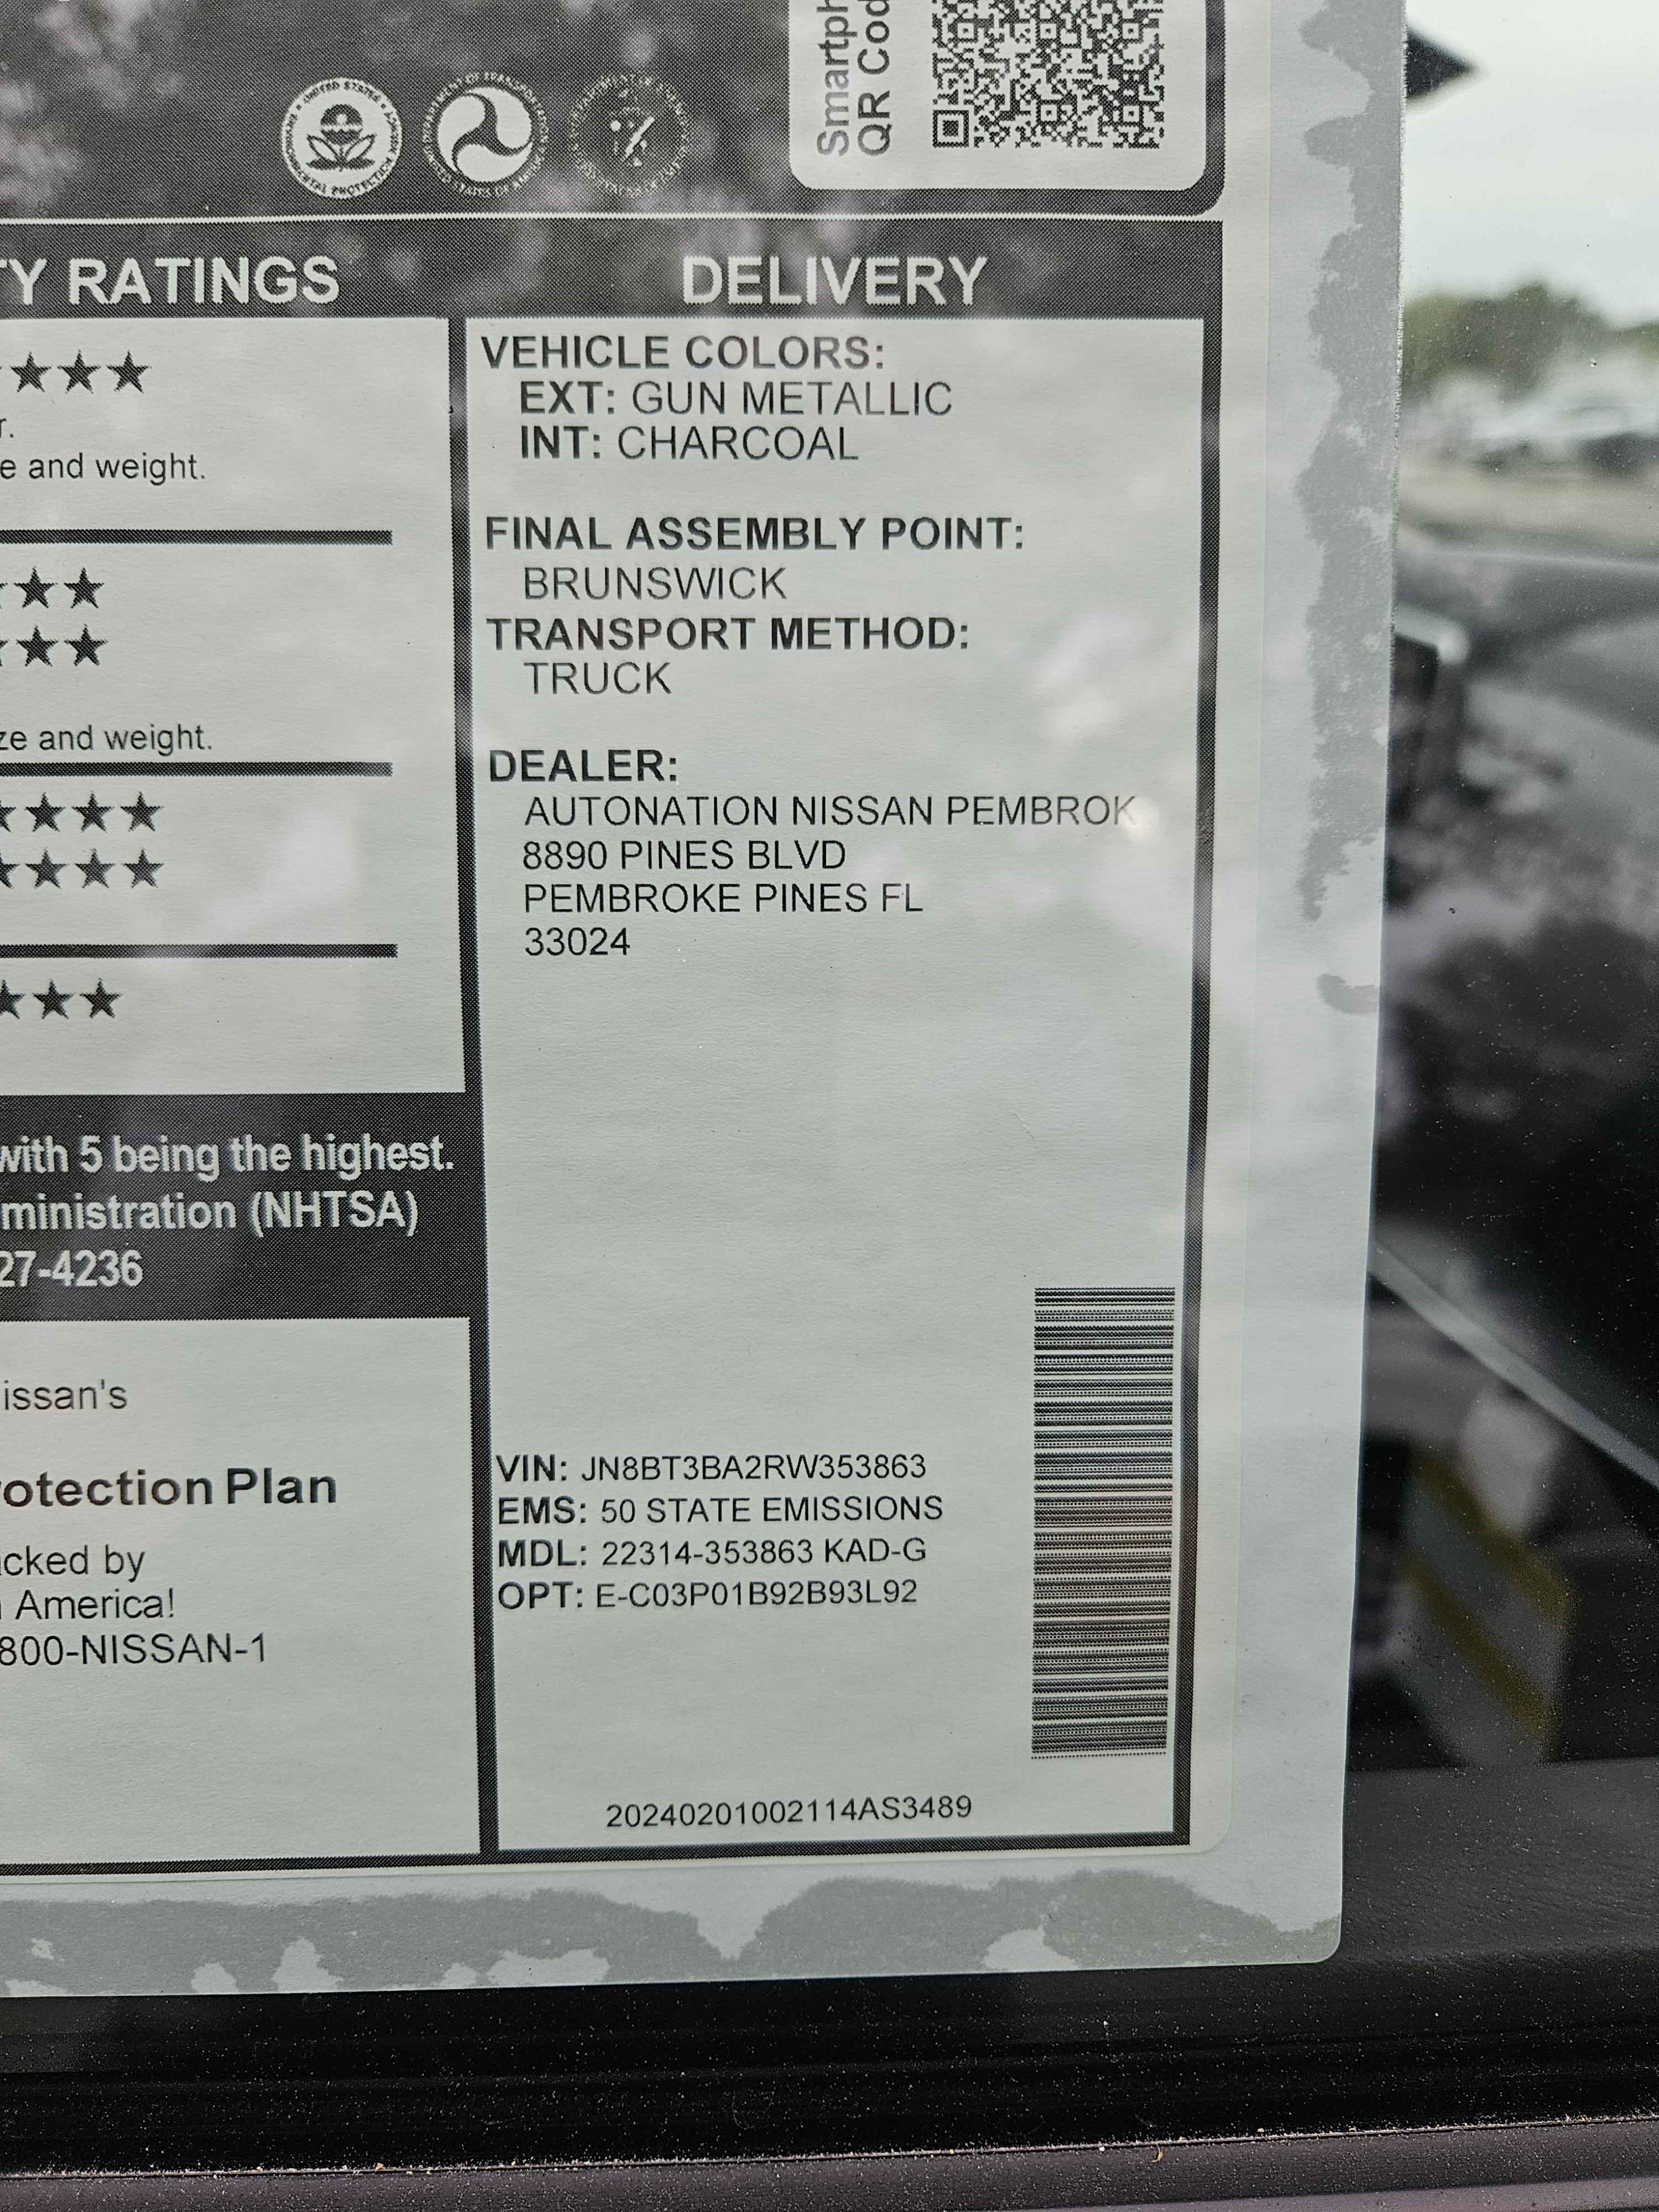 Smartph
QR Cod
TY RATINGS
★★★
r.
e and weight.
★★
★★
ze and weight.
★★★★
★★★★
★★★
with 5 being the highest.
ministration (NHTSA)
27-4236
issan's
otection Plan
cked by
America!
800-NISSAN-1
DELIVERY
VEHICLE COLORS:
EXT: GUN METALLIC
INT: CHARCOAL
FINAL ASSEMBLY POINT:
BRUNSWICK
TRANSPORT METHOD:
TRUCK
DEALER:
AUTONATION NISSAN PEMBROK
8890 PINES BLVD
PEMBROKE PINES FL
33024
VIN: JN8BT3BA2RW353863
EMS: 50 STATE EMISSIONS
MDL: 22314-353863 KAD-G
OPT: E-C03P01B92B93L92
20240201002114AS3489